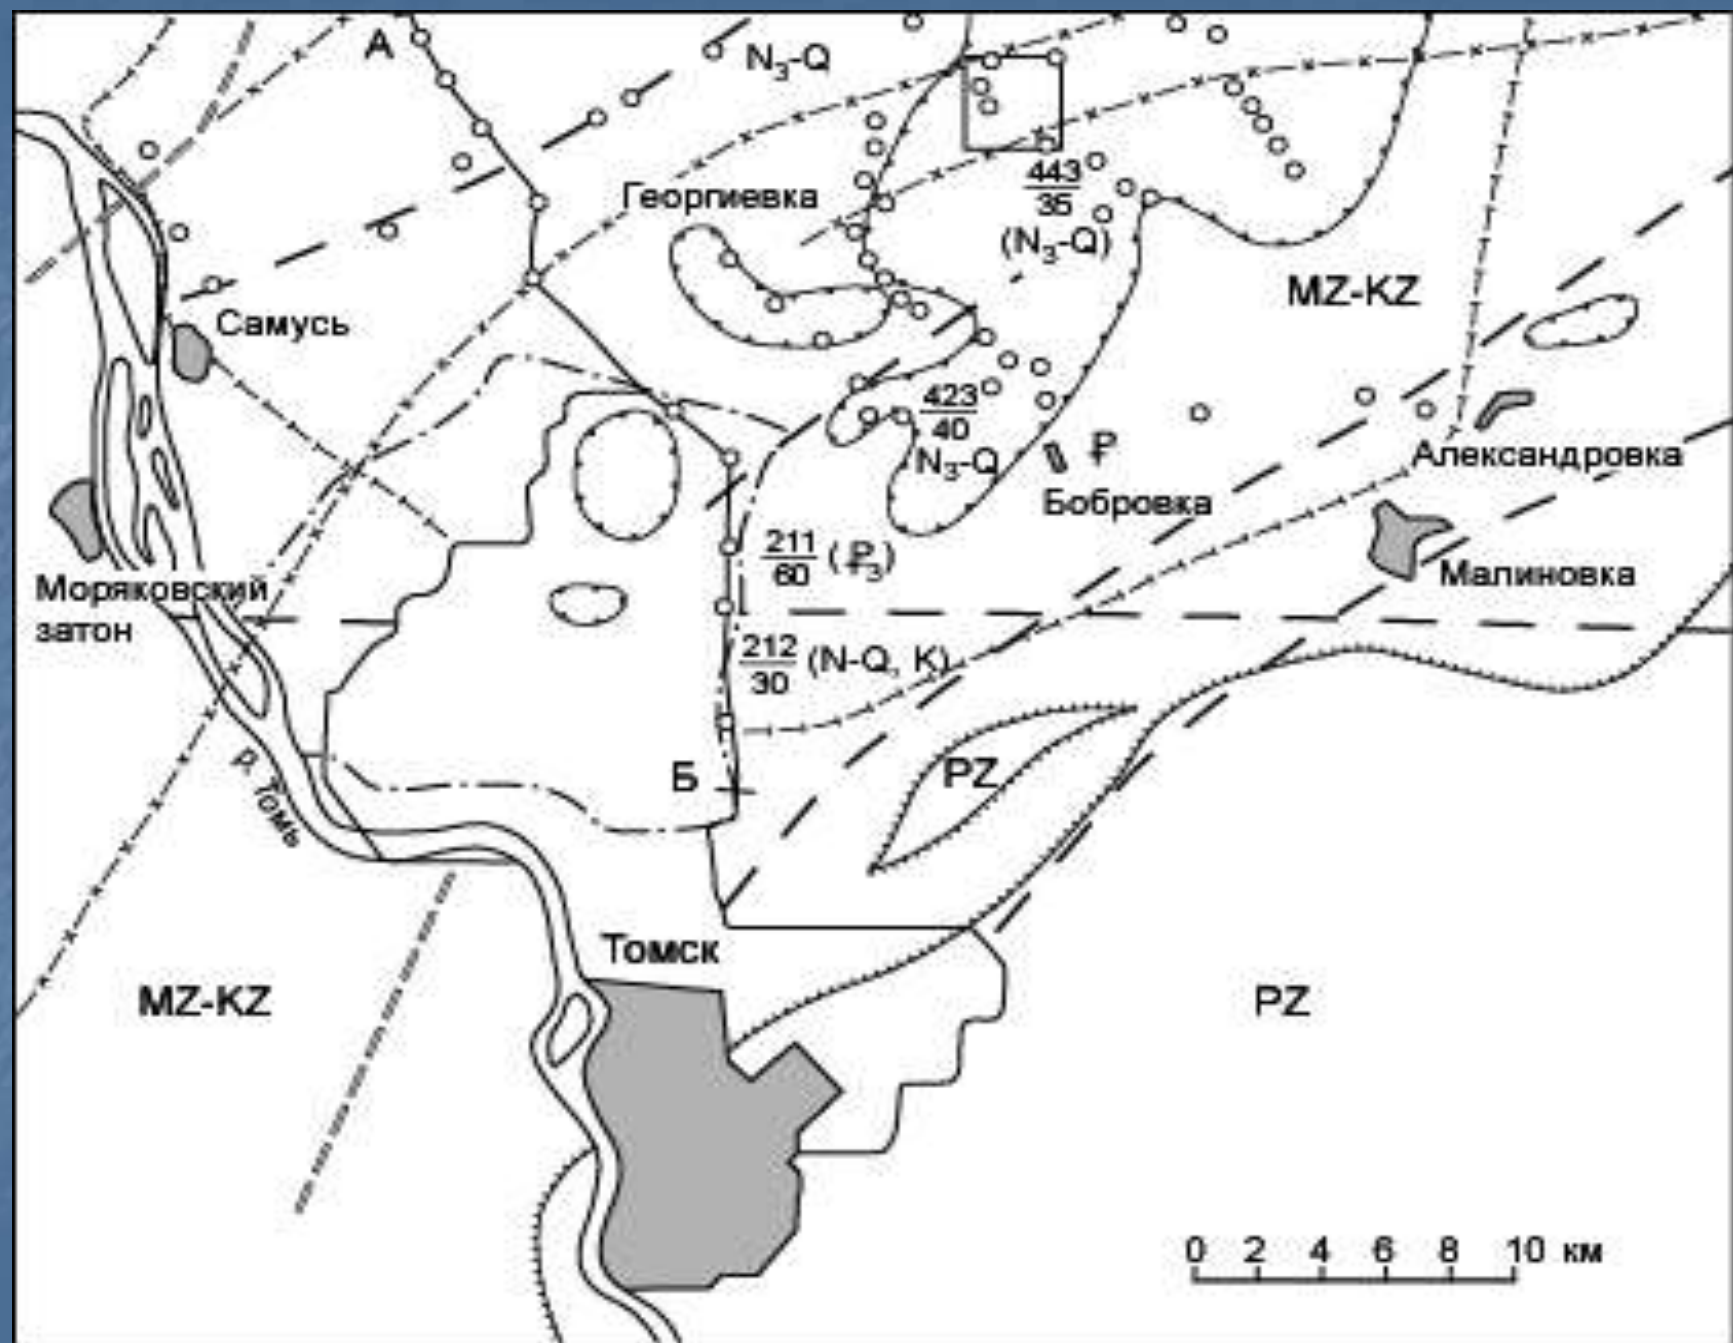 А
N₃-Q
Георгиевка
443
35
(N₃-Q)
MZ-KZ
Самусь
423
40
N₃-Q
₽
Бобровка
Александровка
211
60 (₽₃)
Малиновка
Моряковский
затон
212
30 (N-Q, K)
Б
PZ
р. Томь
Томск
MZ-KZ
PZ
0 2 4 6 8 10 км